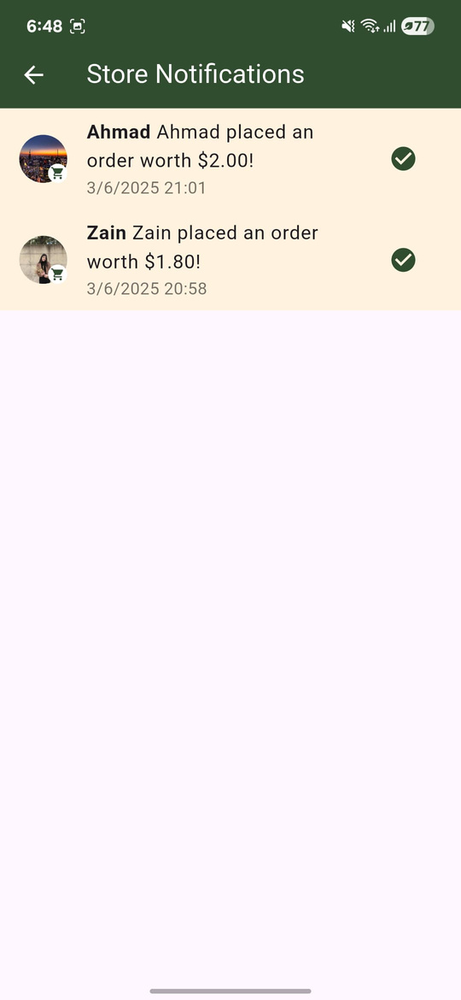 6:48
77
Store Notifications
Ahmad Ahmad placed an
order worth $2.00!
3/6/2025 21:01
Zain Zain placed an order
worth $1.80!
3/6/2025 20:58